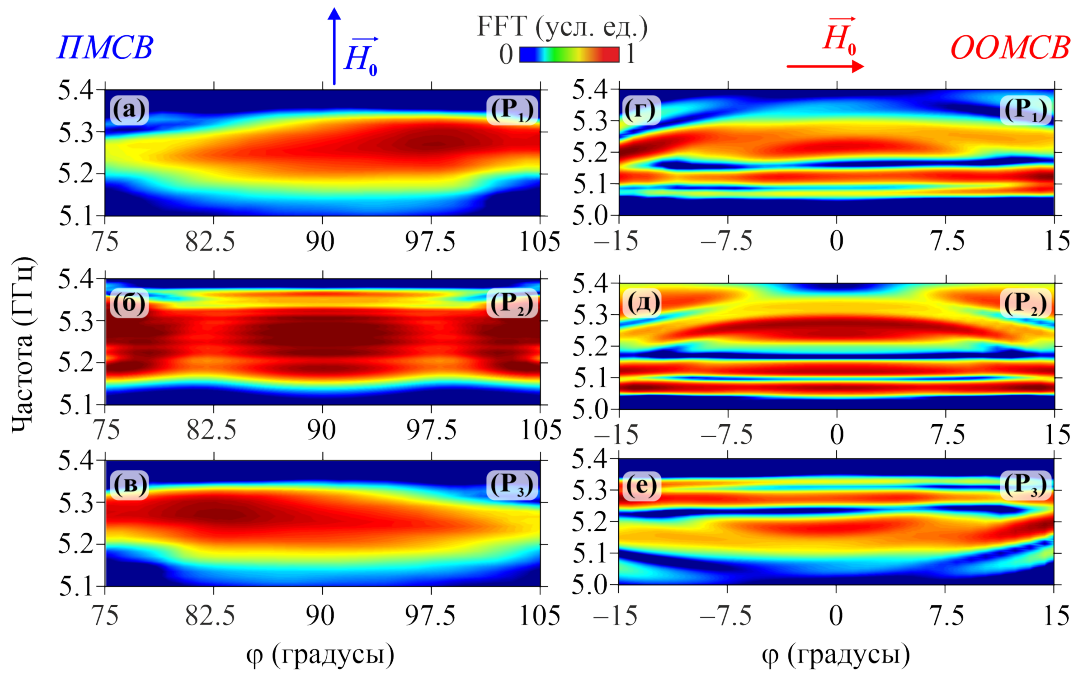 ПМСВ
H₀
FFT (усл. ед.)
0 1
H₀
ООМСВ
Частота (ГГц)
(а) (P₁)
5.4
5.3
5.2
5.1
75 82.5 90 97.5 105
(г) (P₁)
5.4
5.3
5.2
5.1
5.0
–15 –7.5 0 7.5 15
(б) (P₂)
5.4
5.3
5.2
5.1
75 82.5 90 97.5 105
(д) (P₂)
5.4
5.3
5.2
5.1
5.0
–15 –7.5 0 7.5 15
(в) (P₃)
5.4
5.3
5.2
5.1
75 82.5 90 97.5 105
(е) (P₃)
5.4
5.3
5.2
5.1
5.0
–15 –7.5 0 7.5 15
φ (градусы)
φ (градусы)